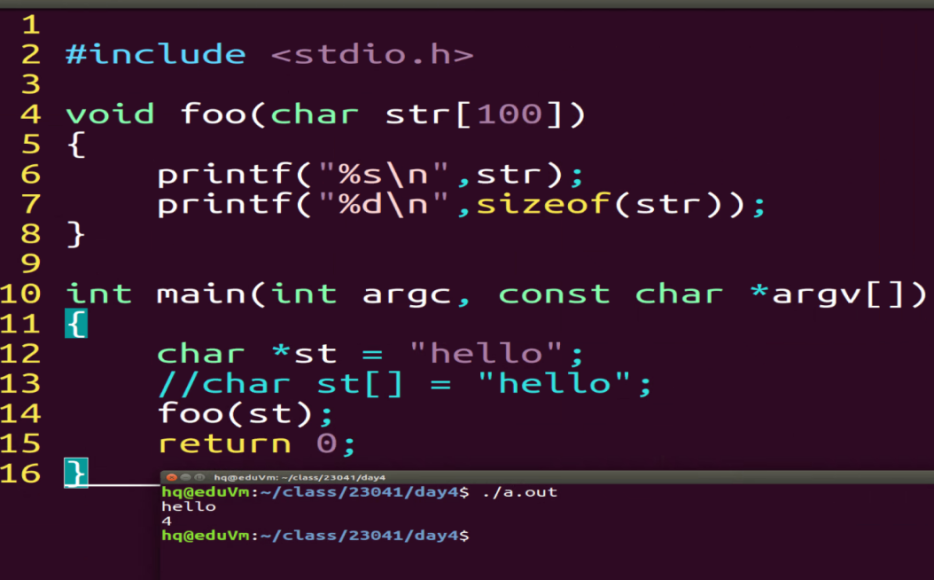 1
2 #include <stdio.h>
3
4 void foo(char str[100])
5 {
6 printf("%s\n",str);
7 printf("%d\n",sizeof(str));
8 }
9
10 int main(int argc, const char *argv[])
11 {
12 char *st = "hello";
13 //char st[] = "hello";
14 foo(st);
15 return 0;
16 }
hq@eduVm: ~/class/23041/day4
hq@eduVm:~/class/23041/day4$ ./a.out
hello
4
hq@eduVm:~/class/23041/day4$